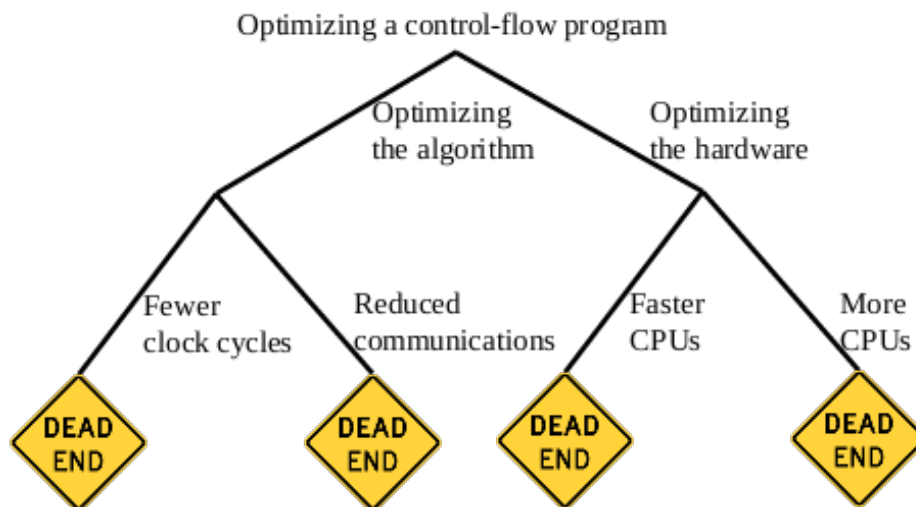 Optimizing a control-flow program
Optimizing
the algorithm
Optimizing
the hardware
Fewer
clock cycles
Reduced
communications
Faster
CPUs
More
CPUs
DEAD
END
DEAD
END
DEAD
END
DEAD
END